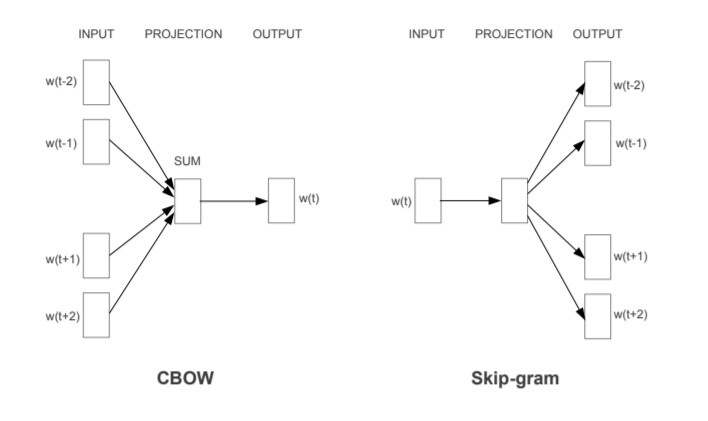 INPUT PROJECTION OUTPUT
w(t-2)
w(t-1)
SUM
w(t)
w(t+1)
w(t+2)
CBOW
INPUT PROJECTION OUTPUT
w(t-2)
w(t-1)
w(t)
w(t+1)
w(t+2)
Skip-gram